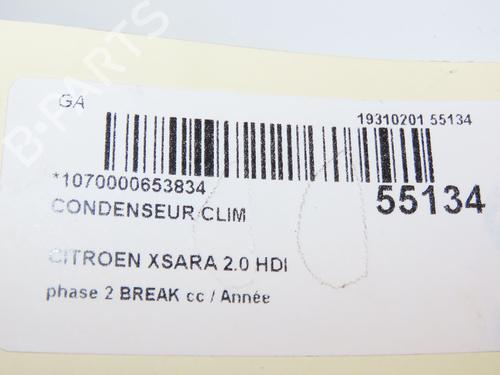 B-PARTS
GA
19310201 55134
*1070000653834
55134
CONDENSEUR CLIM
CITROEN XSARA 2.0 HDI
phase 2 BREAK cc / Année